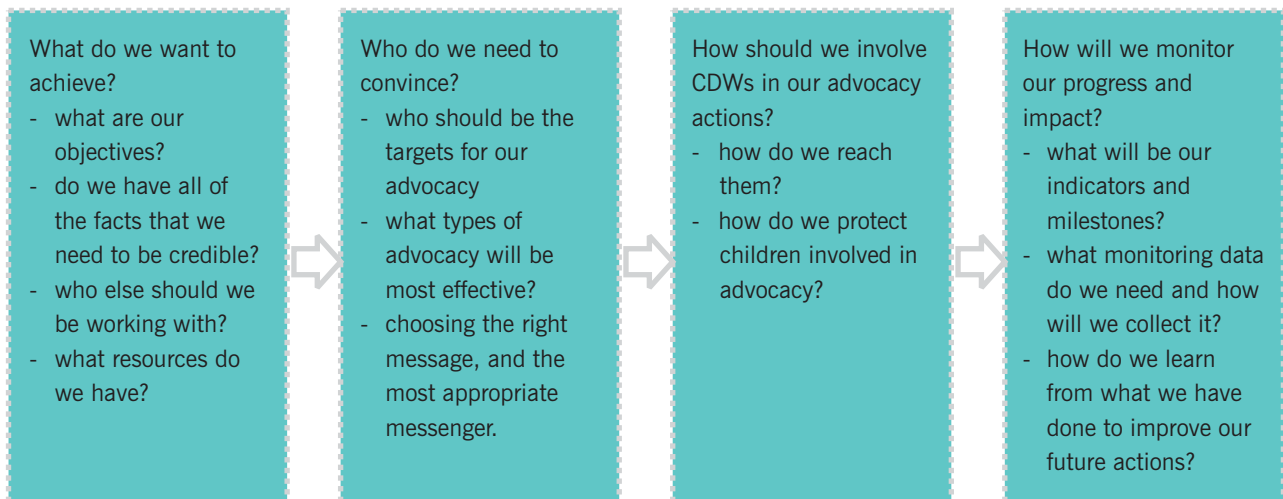 What do we want to
achieve?
- what are our
objectives?
- do we have all of
the facts that we
need to be credible?
- who else should we
be working with?
- what resources do
we have?
Who do we need to
convince?
- who should be the
targets for our
advocacy
- what types of
advocacy will be
most effective?
- choosing the right
message, and the
most appropriate
messenger.
How should we involve
CDWs in our advocacy
actions?
- how do we reach
them?
- how do we protect
children involved in
advocacy?
How will we monitor
our progress and
impact?
- what will be our
indicators and
milestones?
- what monitoring data
do we need and how
will we collect it?
- how do we learn
from what we have
done to improve our
future actions?